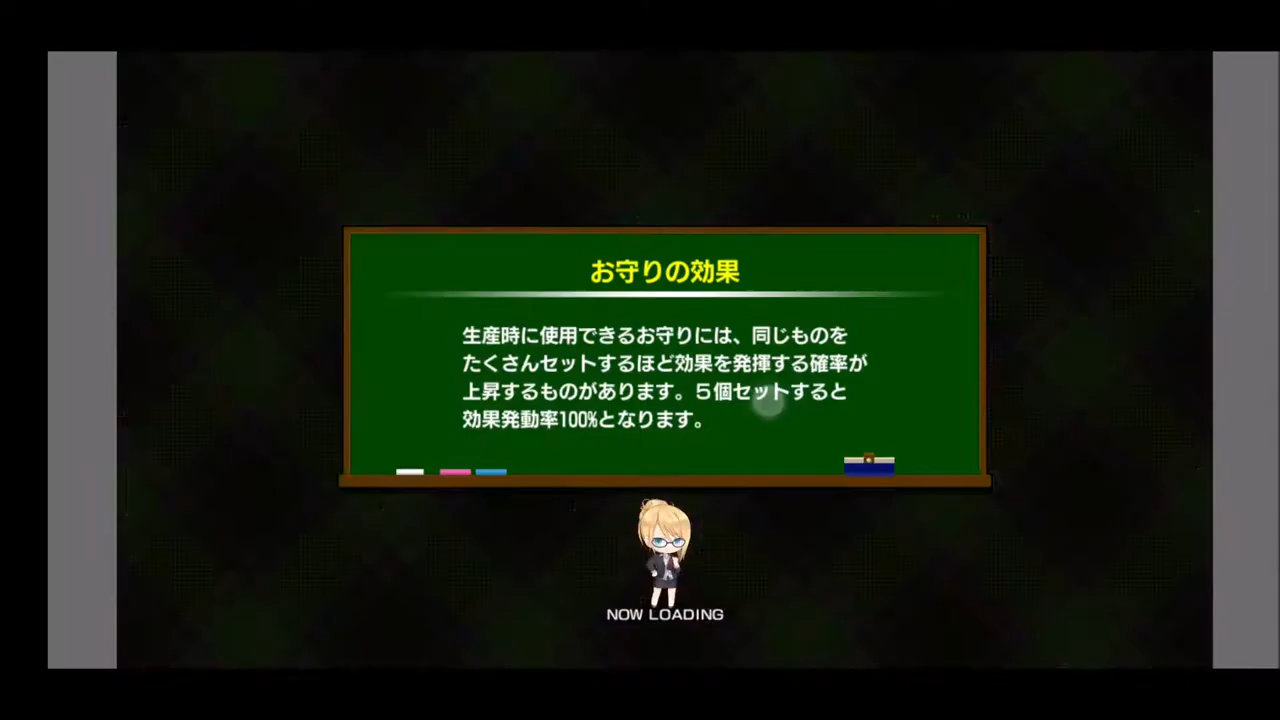 お守りの効果
生産時に使用できるお守りには、同じものを
たくさんセットするほど効果を発揮する確率が
上昇するものがあります。５個セットすると
効果発動率100%となります。
NOW LOADING